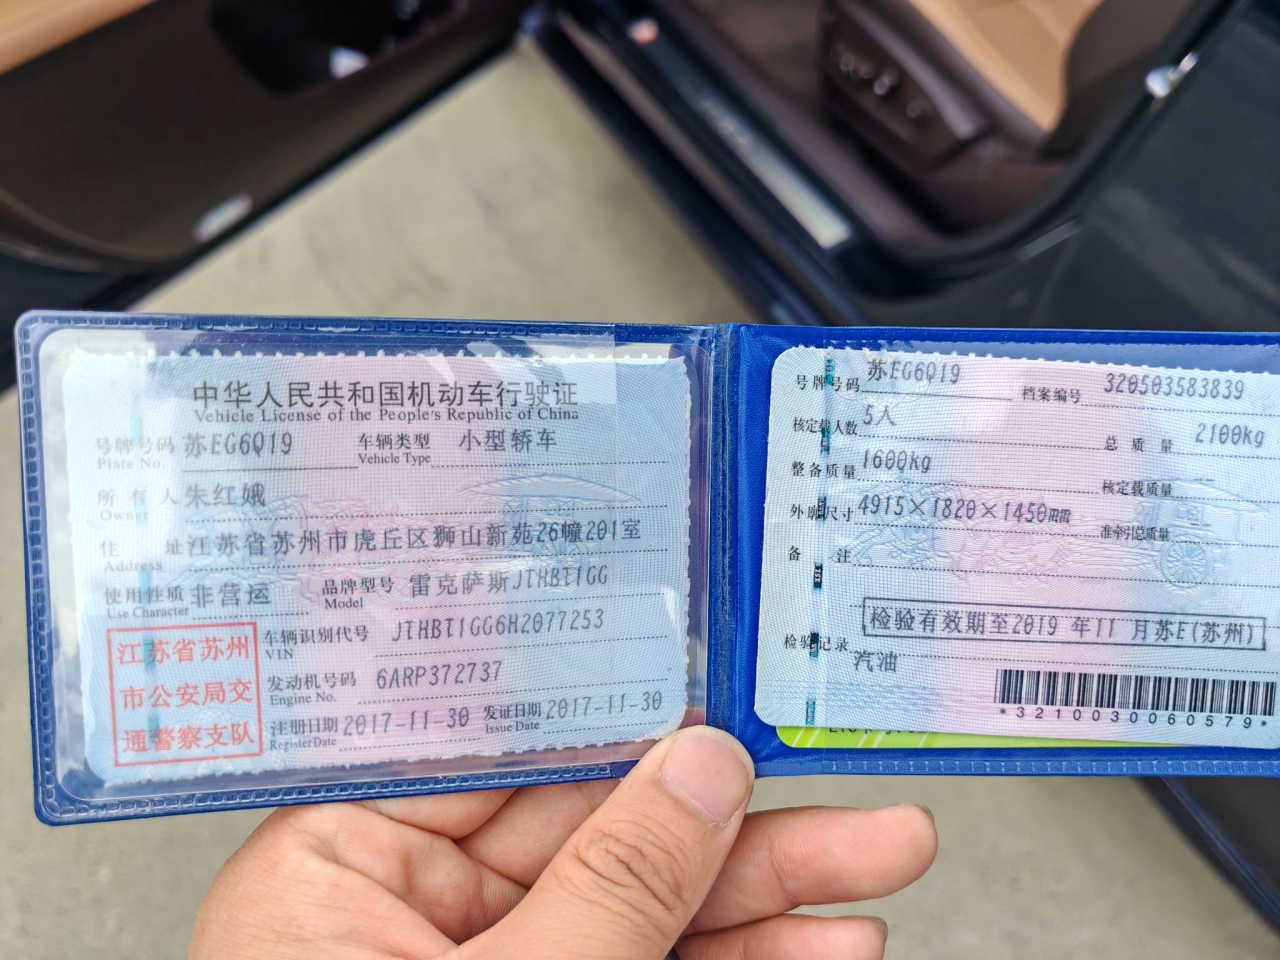 中华人民共和国机动车行驶证
Vehicle License of the People's Republic of China
号牌号码 苏EG6Q19 车辆类型 小型轿车
Plate No. Vehicle Type
所有人 朱红娥
Owner
住址 江苏省苏州市虎丘区狮山新苑26幢201室
Address
使用性质 非营运 品牌型号 雷克萨斯JTHBT1GG
Use Character Model
江苏省苏州
市公安局交
通警察支队
车辆识别代号 JTHBT1GG6H2077253
VIN
发动机号码 6ARP372737
Engine No.
注册日期 2017-11-30 发证日期 2017-11-30
Register Date Issue Date
号牌号码 苏EG6Q19 档案编号 320503583839
核定载人数 5人 总质量 2100kg
整备质量 1600kg 核定载质量
外廓尺寸 4915×1820×1450mm 准牵引总质量
备注
检验有效期至2019 年11 月苏E(苏州)
检验记录
汽油
*3210030060579*